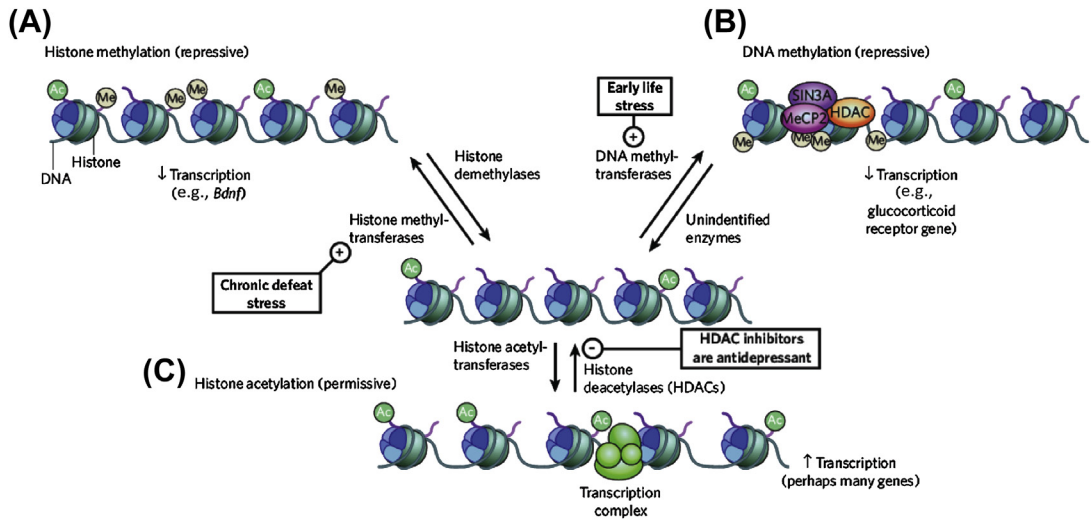 (A)
Histone methylation (repressive)
Ac
Me
Me
Me
Ac
Me
DNA
Histone
↓ Transcription
(e.g., Bdnf)
Histone
demethylases
Histone methyl-
transferases
+
Chronic defeat
stress
(B)
DNA methylation (repressive)
Early life
stress
+
DNA methyl-
transferases
Unidentified
enzymes
Ac
SIN3A
MeCP2
HDAC
Ac
Me
Me
Me
Me
↓ Transcription
(e.g.,
glucocorticoid
receptor gene)
Ac
Ac
Histone acetyl-
transferases
-
HDAC inhibitors
are antidepressant
Histone
deacetylases (HDACs)
(C)
Histone acetylation (permissive)
Ac
Ac
Ac
Ac
Transcription
complex
↑ Transcription
(perhaps many genes)